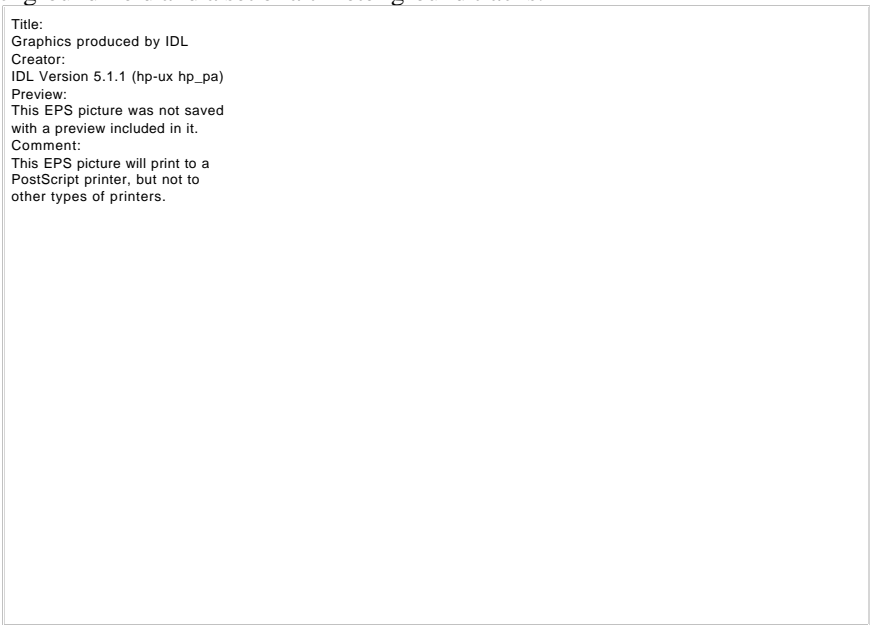 Title:
Graphics produced by IDL
Creator:
IDL Version 5.1.1 (hp-ux hp_pa)
Preview:
This EPS picture was not saved
with a preview included in it.
Comment:
This EPS picture will print to a
PostScript printer, but not to
other types of printers.